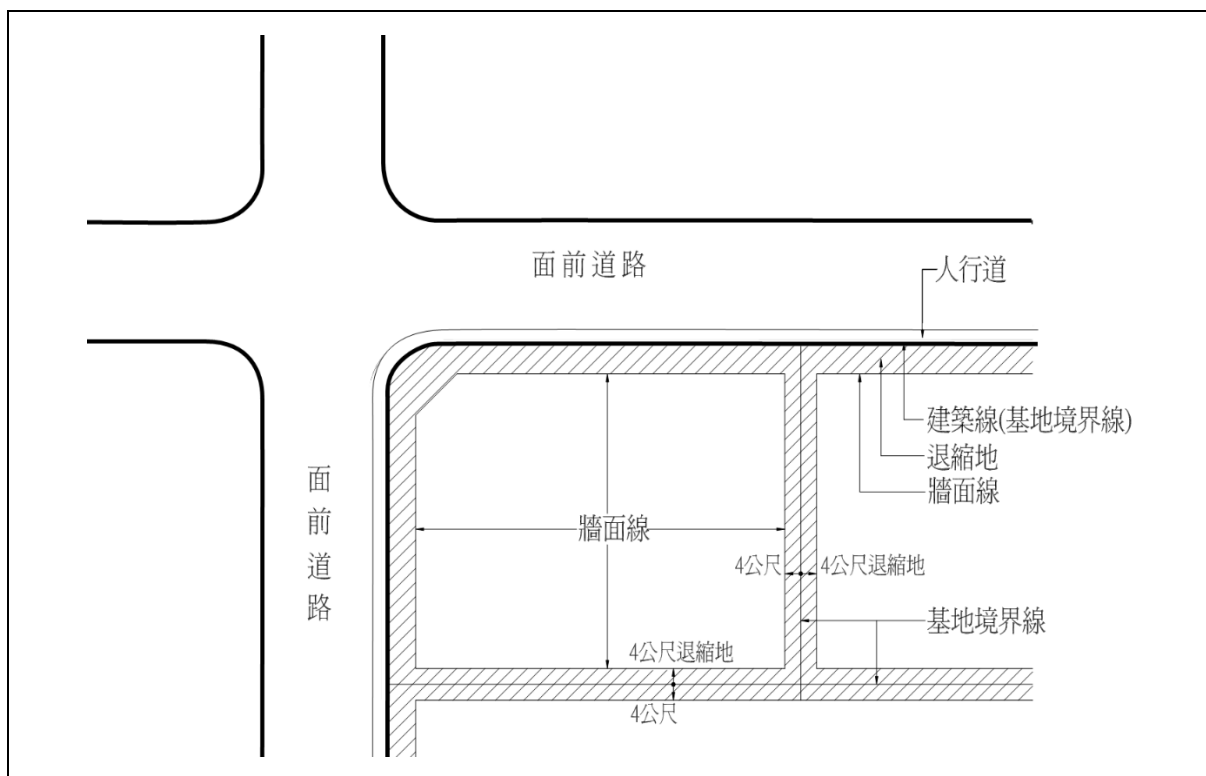 面前道路
人行道
建築線(基地境界線)
退縮地
牆面線
面前道路
牆面線
4公尺
4公尺退縮地
基地境界線
4公尺退縮地
4公尺